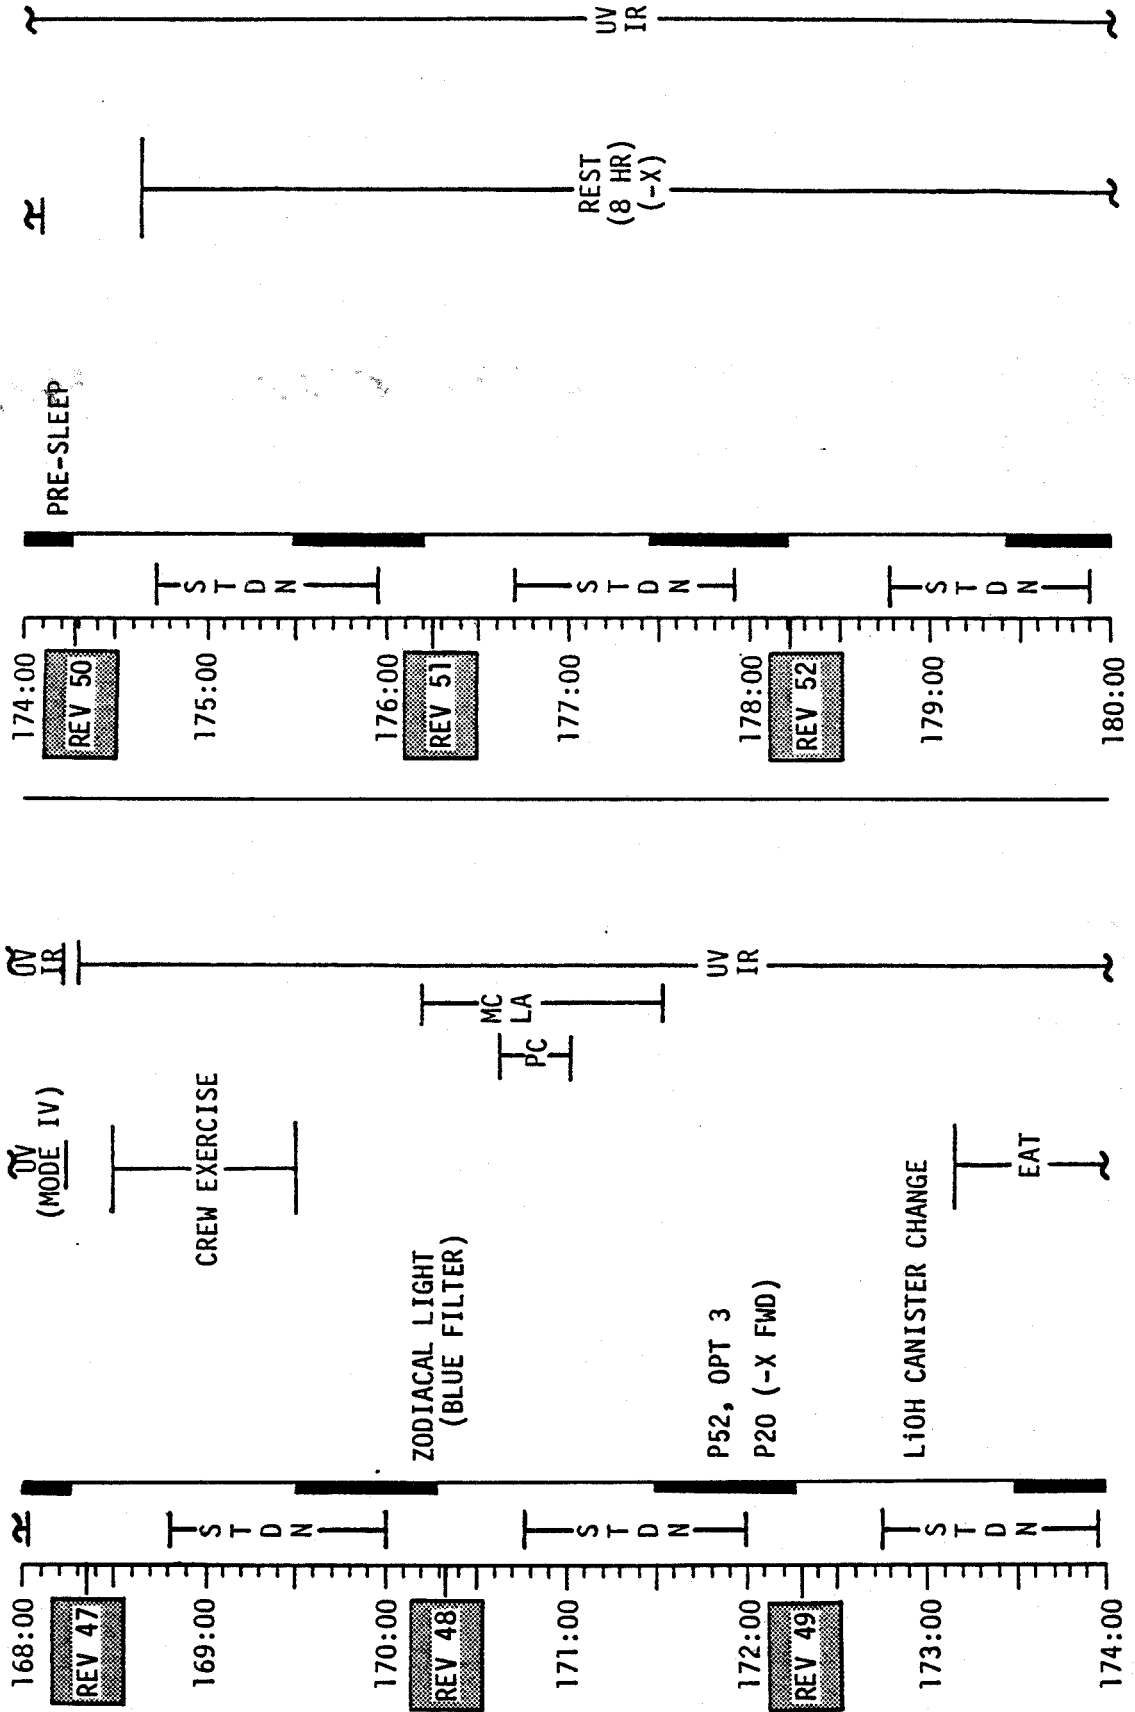 168:00
REV 47
169:00
170:00
REV 48
171:00
172:00
REV 49
173:00
174:00
STDN
STDN
STDN
ZODIACAL LIGHT
(BLUE FILTER)
P52, OPT 3
P20 (-X FWD)
LiOH CANISTER CHANGE
UV
(MODE IV)
CREW EXERCISE
EAT
PC
MC
LA
UV
IR
UV
IR
174:00
REV 50
175:00
176:00
REV 51
177:00
178:00
REV 52
179:00
180:00
STDN
STDN
STDN
PRE-SLEEP
REST
(8 HR)
(-X)
UV
IR